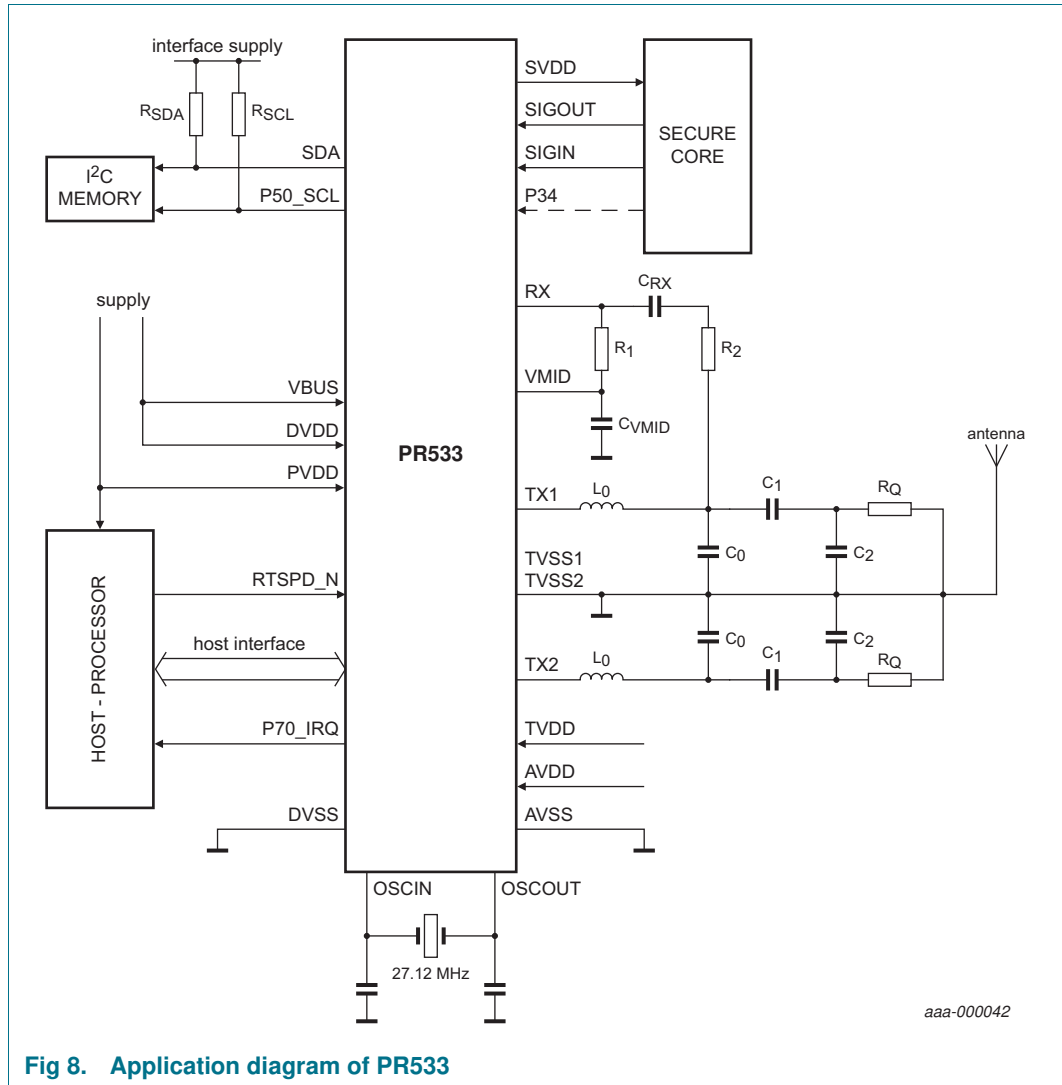 interface supply
RSDA
RSCL
SDA
I2C
MEMORY
P50_SCL
SVDD
SIGOUT
SIGIN
P34
SECURE
CORE
supply
VBUS
DVDD
PVDD
PR533
RX
CRX
R1
R2
VMID
CVMID
antenna
TX1
L0
C1
RQ
C0
C2
TVSS1
TVSS2
C0
C2
TX2
L0
C1
RQ
HOST - PROCESSOR
RTSPD_N
host interface
P70_IRQ
TVDD
AVDD
DVSS
AVSS
OSCIN
OSCOUT
27.12 MHz
aaa-000042
Fig 8. Application diagram of PR533